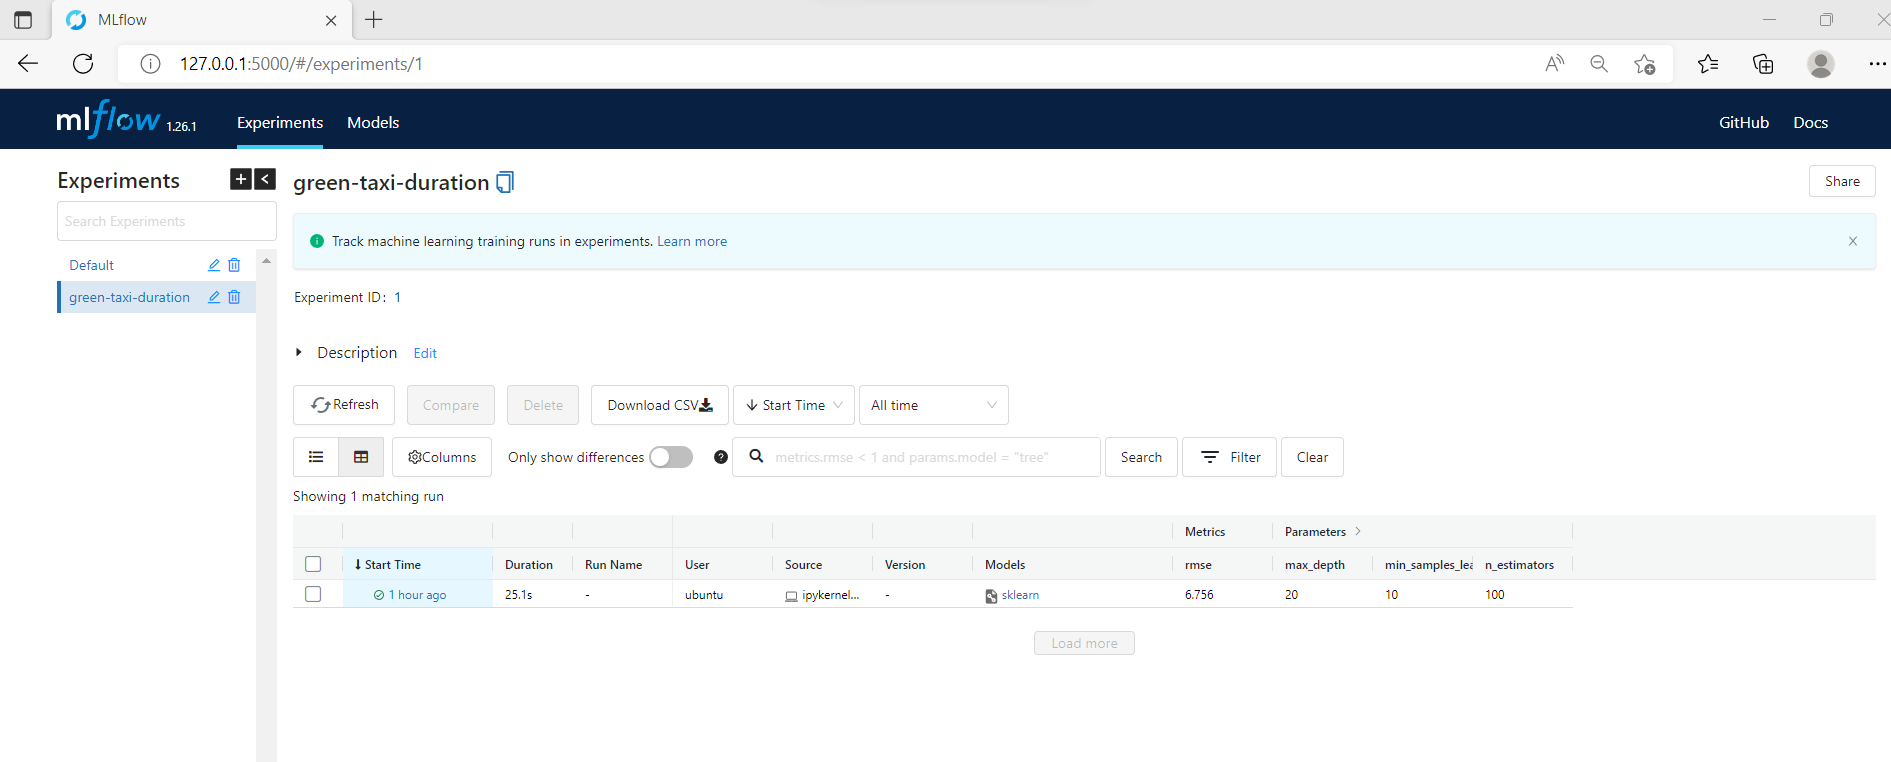 MLflow
127.0.0.1:5000/#/experiments/1
mlflow 1.26.1 Experiments Models GitHub Docs
Experiments
green-taxi-duration
Share
Search Experiments
Track machine learning training runs in experiments. Learn more
Default
green-taxi-duration
Experiment ID: 1
Description Edit
Refresh Compare Delete Download CSV Start Time All time
Columns Only show differences metrics.rmse < 1 and params.model = "tree" Search Filter Clear
Showing 1 matching run
Metrics Parameters
Start Time Duration Run Name User Source Version Models rmse max_depth min_samples_lea n_estimators
1 hour ago 25.1s - ubuntu ipykernel... - sklearn 6.756 20 10 100
Load more